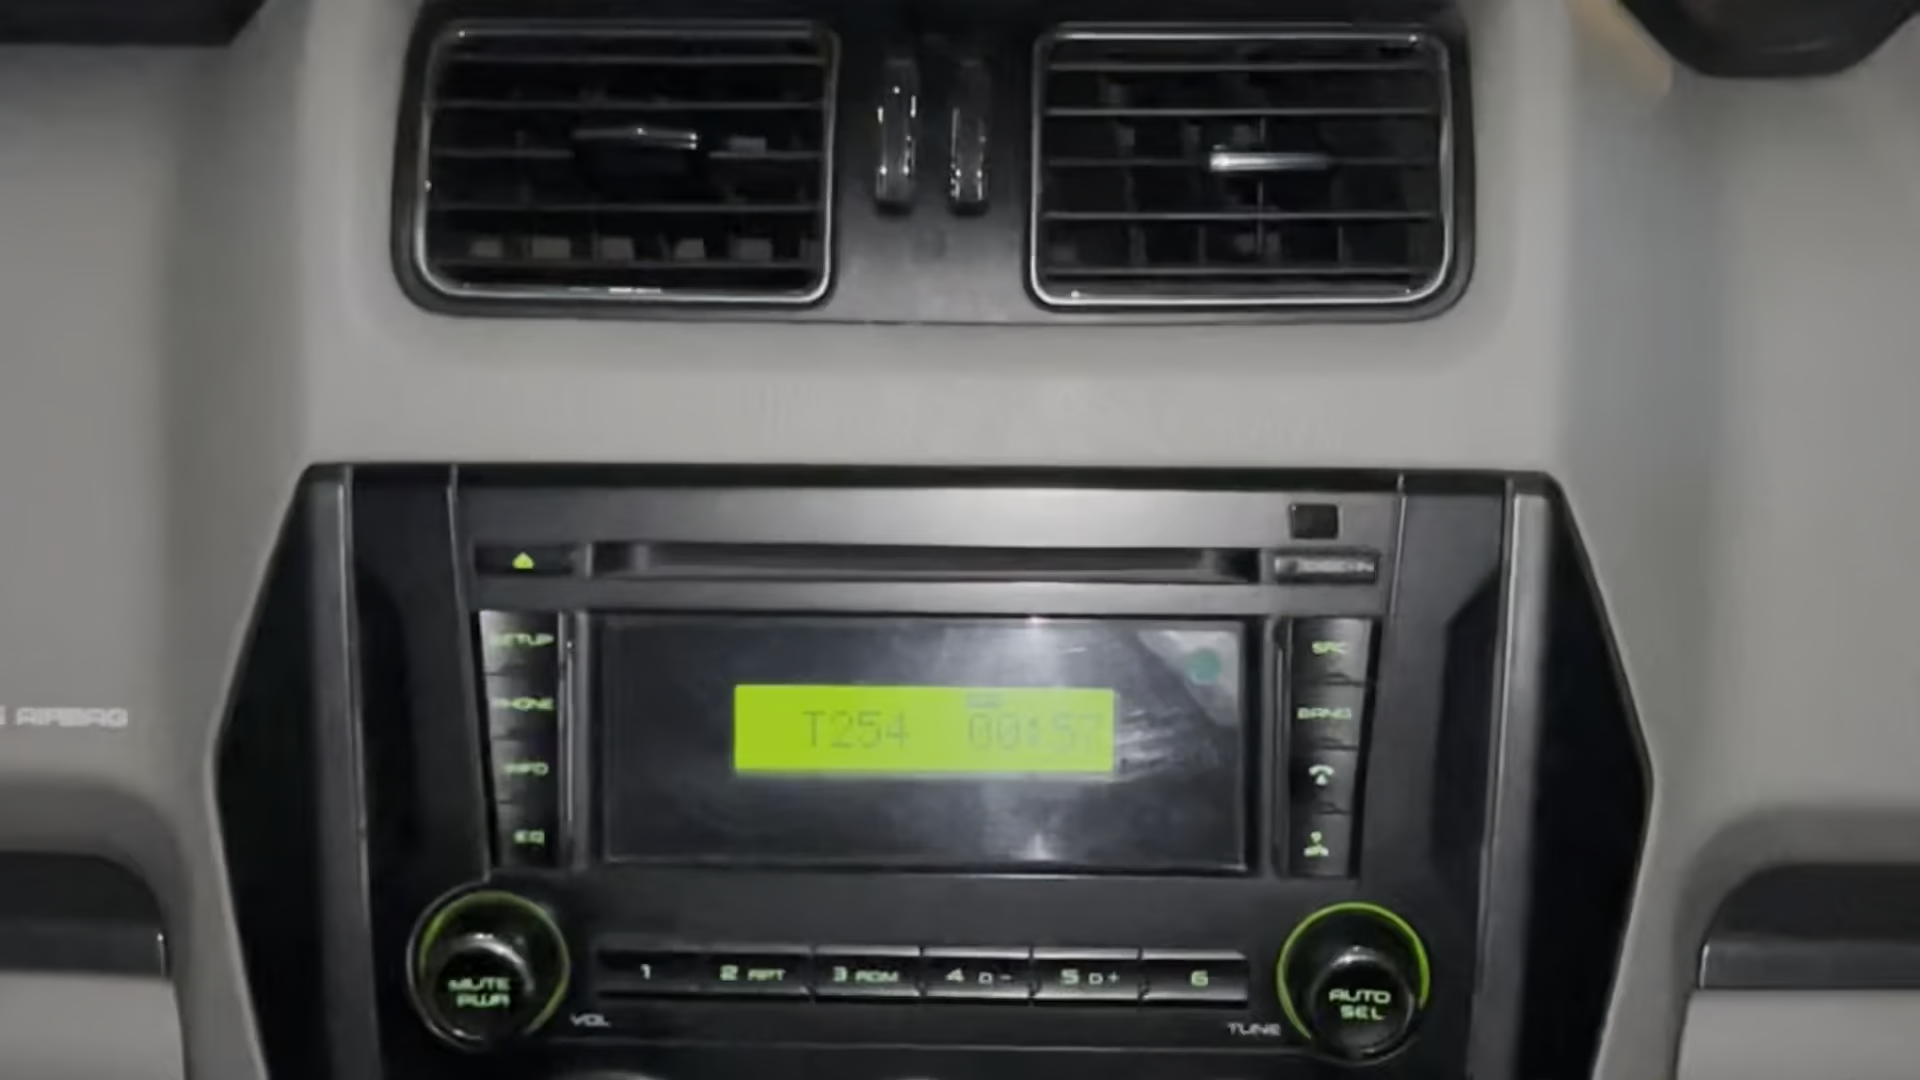 SETUP
SRC
PHONE
BAND
AIRBAG
T254 00:57
INFO
EQ
1
2 RPT
3 RDM
4 D-
5 D+
6
MUTE
PWR
AUTO
SEL
VOL
TUNE